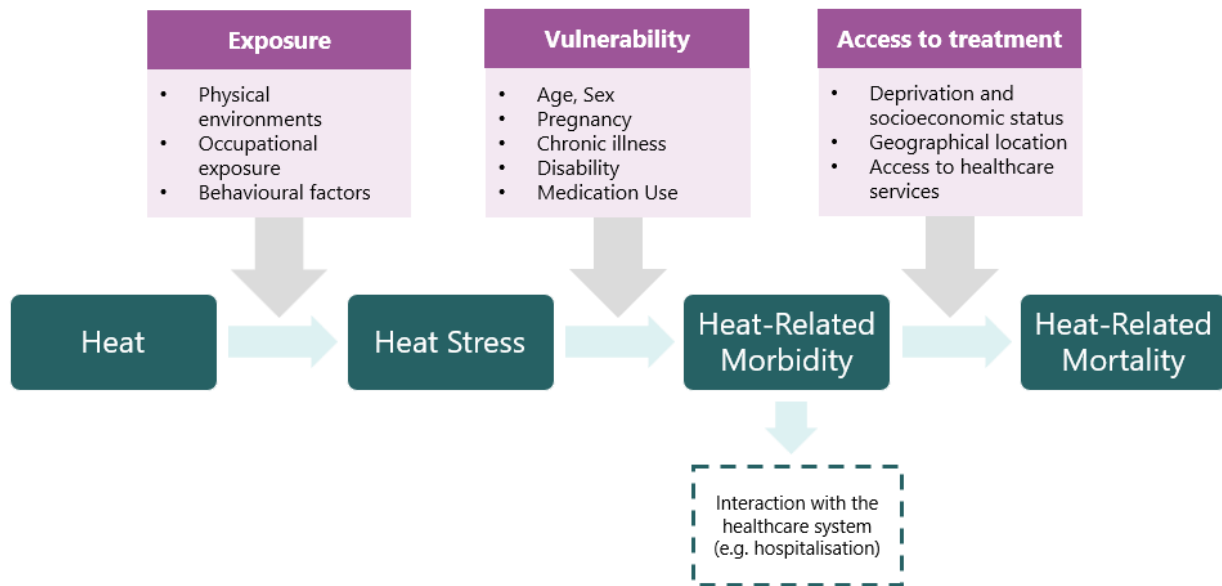 Exposure
• Physical
environments
• Occupational
exposure
• Behavioural factors
Vulnerability
• Age, Sex
• Pregnancy
• Chronic illness
• Disability
• Medication Use
Access to treatment
• Deprivation and
socioeconomic status
• Geographical location
• Access to healthcare
services
Heat
Heat Stress
Heat-Related
Morbidity
Heat-Related
Mortality
Interaction with the
healthcare system
(e.g. hospitalisation)